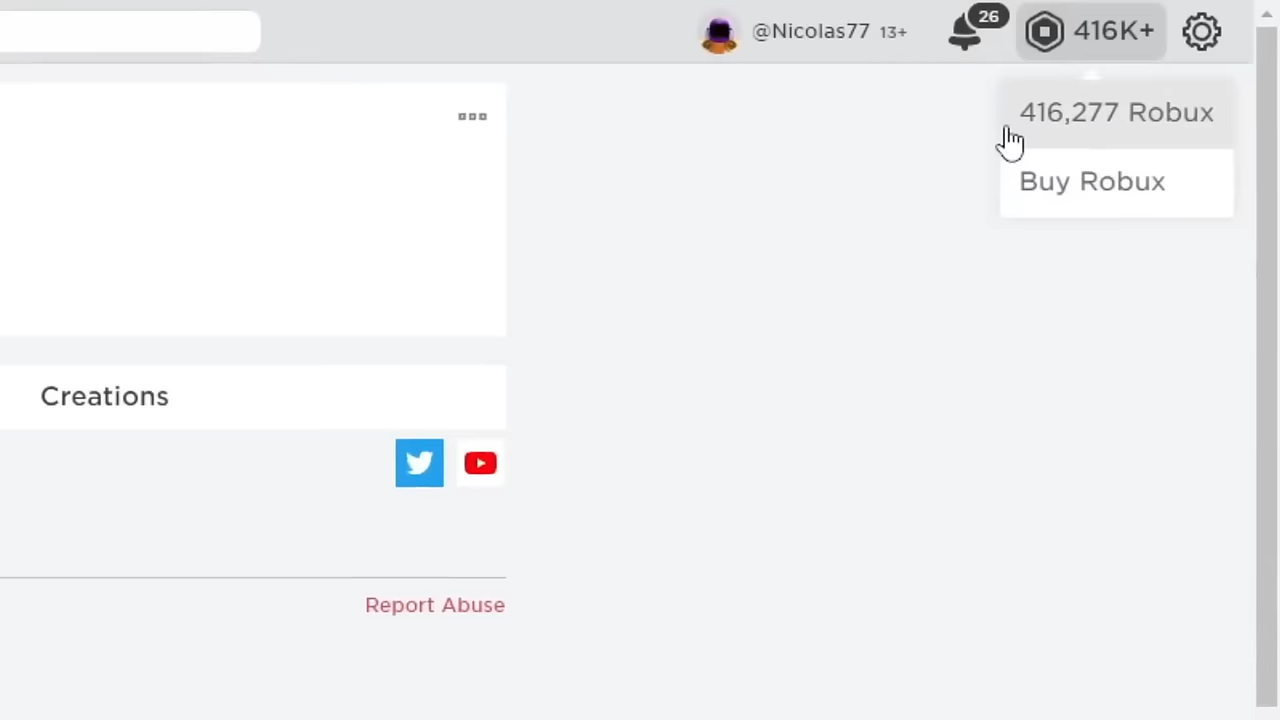 @Nicolas77 13+
26
416K+
416,277 Robux
Buy Robux
Creations
Report Abuse